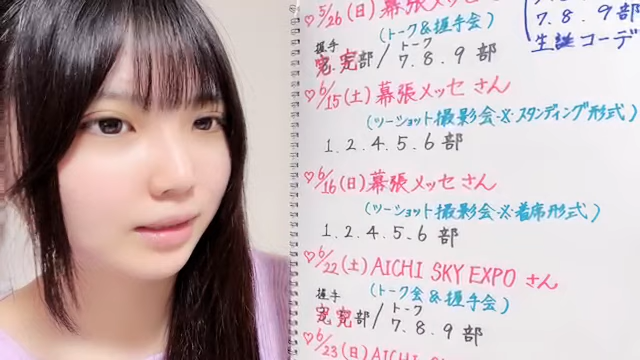 ♡5/26(日)幕張メッセ
(トーク&握手会)
握手 トーク
完完部/7.8.9部
7.8.9部
生誕コーデ
♡6/15(土)幕張メッセさん
(ツーショット撮影会※スタンディング形式)
1.2.4.5.6部
♡6/16(日)幕張メッセさん
(ツーショット撮影会※着席形式)
1.2.4.5.6部
♡6/22(土)AICHI SKY EXPOさん
(トーク会&握手会)
握手 トーク
完完部/7.8.9部
♡6/23(日)AICHI